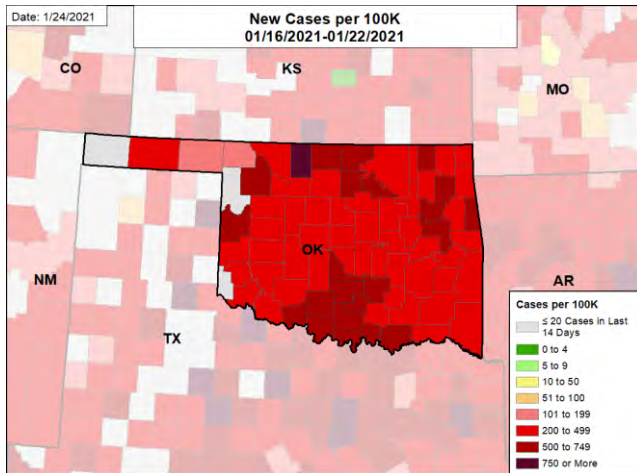 Date: 1/24/2021
New Cases per 100K
01/16/2021-01/22/2021
CO
KS
MO
OK
NM
AR
TX
Cases per 100K
≤ 20 Cases in Last
14 Days
0 to 4
5 to 9
10 to 50
51 to 100
101 to 199
200 to 499
500 to 749
750 or More